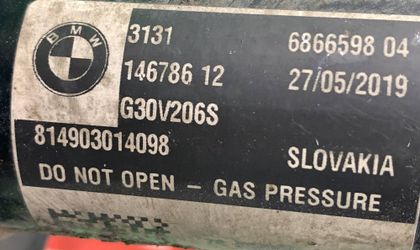 BMW
3131 6866598 04
146786 12 27/05/2019
G30V206S
814903014098 SLOVAKIA
DO NOT OPEN – GAS PRESSURE